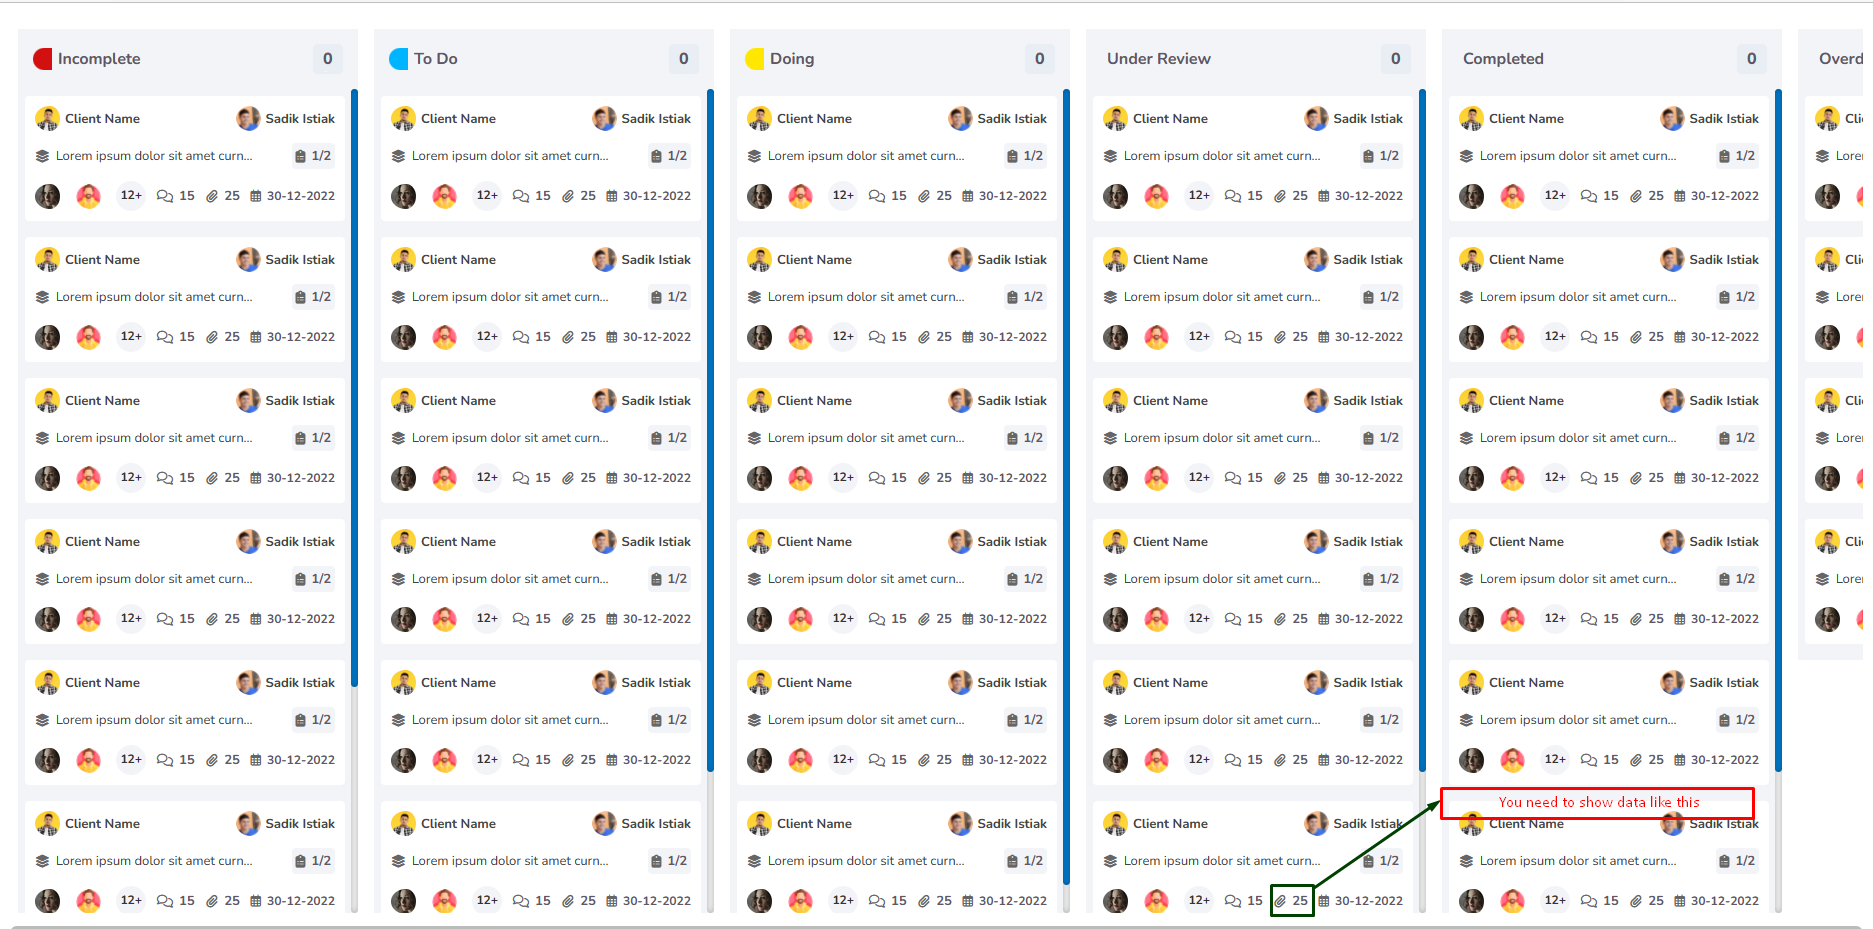 Incomplete 0
Client Name Sadik Istiak
Lorem ipsum dolor sit amet curn... 1/2
12+ 15 25 30-12-2022
Client Name Sadik Istiak
Lorem ipsum dolor sit amet curn... 1/2
12+ 15 25 30-12-2022
Client Name Sadik Istiak
Lorem ipsum dolor sit amet curn... 1/2
12+ 15 25 30-12-2022
Client Name Sadik Istiak
Lorem ipsum dolor sit amet curn... 1/2
12+ 15 25 30-12-2022
Client Name Sadik Istiak
Lorem ipsum dolor sit amet curn... 1/2
12+ 15 25 30-12-2022
Client Name Sadik Istiak
Lorem ipsum dolor sit amet curn... 1/2
12+ 15 25 30-12-2022
To Do 0
Client Name Sadik Istiak
Lorem ipsum dolor sit amet curn... 1/2
12+ 15 25 30-12-2022
Client Name Sadik Istiak
Lorem ipsum dolor sit amet curn... 1/2
12+ 15 25 30-12-2022
Client Name Sadik Istiak
Lorem ipsum dolor sit amet curn... 1/2
12+ 15 25 30-12-2022
Client Name Sadik Istiak
Lorem ipsum dolor sit amet curn... 1/2
12+ 15 25 30-12-2022
Client Name Sadik Istiak
Lorem ipsum dolor sit amet curn... 1/2
12+ 15 25 30-12-2022
Client Name Sadik Istiak
Lorem ipsum dolor sit amet curn... 1/2
12+ 15 25 30-12-2022
Doing 0
Client Name Sadik Istiak
Lorem ipsum dolor sit amet curn... 1/2
12+ 15 25 30-12-2022
Client Name Sadik Istiak
Lorem ipsum dolor sit amet curn... 1/2
12+ 15 25 30-12-2022
Client Name Sadik Istiak
Lorem ipsum dolor sit amet curn... 1/2
12+ 15 25 30-12-2022
Client Name Sadik Istiak
Lorem ipsum dolor sit amet curn... 1/2
12+ 15 25 30-12-2022
Client Name Sadik Istiak
Lorem ipsum dolor sit amet curn... 1/2
12+ 15 25 30-12-2022
Client Name Sadik Istiak
Lorem ipsum dolor sit amet curn... 1/2
12+ 15 25 30-12-2022
Under Review 0
Client Name Sadik Istiak
Lorem ipsum dolor sit amet curn... 1/2
12+ 15 25 30-12-2022
Client Name Sadik Istiak
Lorem ipsum dolor sit amet curn... 1/2
12+ 15 25 30-12-2022
Client Name Sadik Istiak
Lorem ipsum dolor sit amet curn... 1/2
12+ 15 25 30-12-2022
Client Name Sadik Istiak
Lorem ipsum dolor sit amet curn... 1/2
12+ 15 25 30-12-2022
Client Name Sadik Istiak
Lorem ipsum dolor sit amet curn... 1/2
12+ 15 25 30-12-2022
Client Name Sadik Istiak
Lorem ipsum dolor sit amet curn... 1/2
12+ 15 25 30-12-2022
Completed 0
Client Name Sadik Istiak
Lorem ipsum dolor sit amet curn... 1/2
12+ 15 25 30-12-2022
Client Name Sadik Istiak
Lorem ipsum dolor sit amet curn... 1/2
12+ 15 25 30-12-2022
Client Name Sadik Istiak
Lorem ipsum dolor sit amet curn... 1/2
12+ 15 25 30-12-2022
Client Name Sadik Istiak
Lorem ipsum dolor sit amet curn... 1/2
12+ 15 25 30-12-2022
Client Name Sadik Istiak
Lorem ipsum dolor sit amet curn... 1/2
12+ 15 25 30-12-2022
You need to show data like this
Client Name Sadik Istiak
Lorem ipsum dolor sit amet curn... 1/2
12+ 15 25 30-12-2022
Overd
Cli
Lore
Cli
Lore
Cli
Lore
Cli
Lore